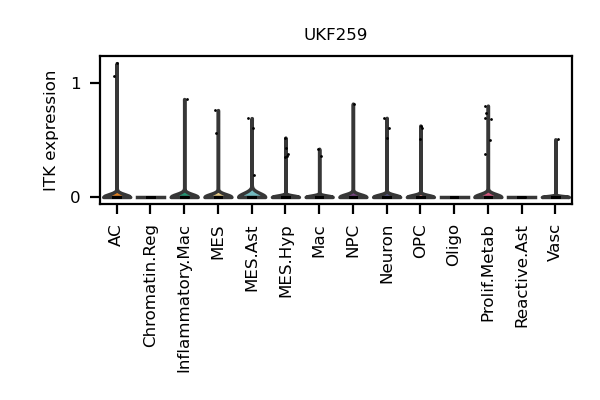 UKF259
ITK expression
1
0
AC
Chromatin.Reg
Inflammatory.Mac
MES
MES.Ast
MES.Hyp
Mac
NPC
Neuron
OPC
Oligo
Prolif.Metab
Reactive.Ast
Vasc